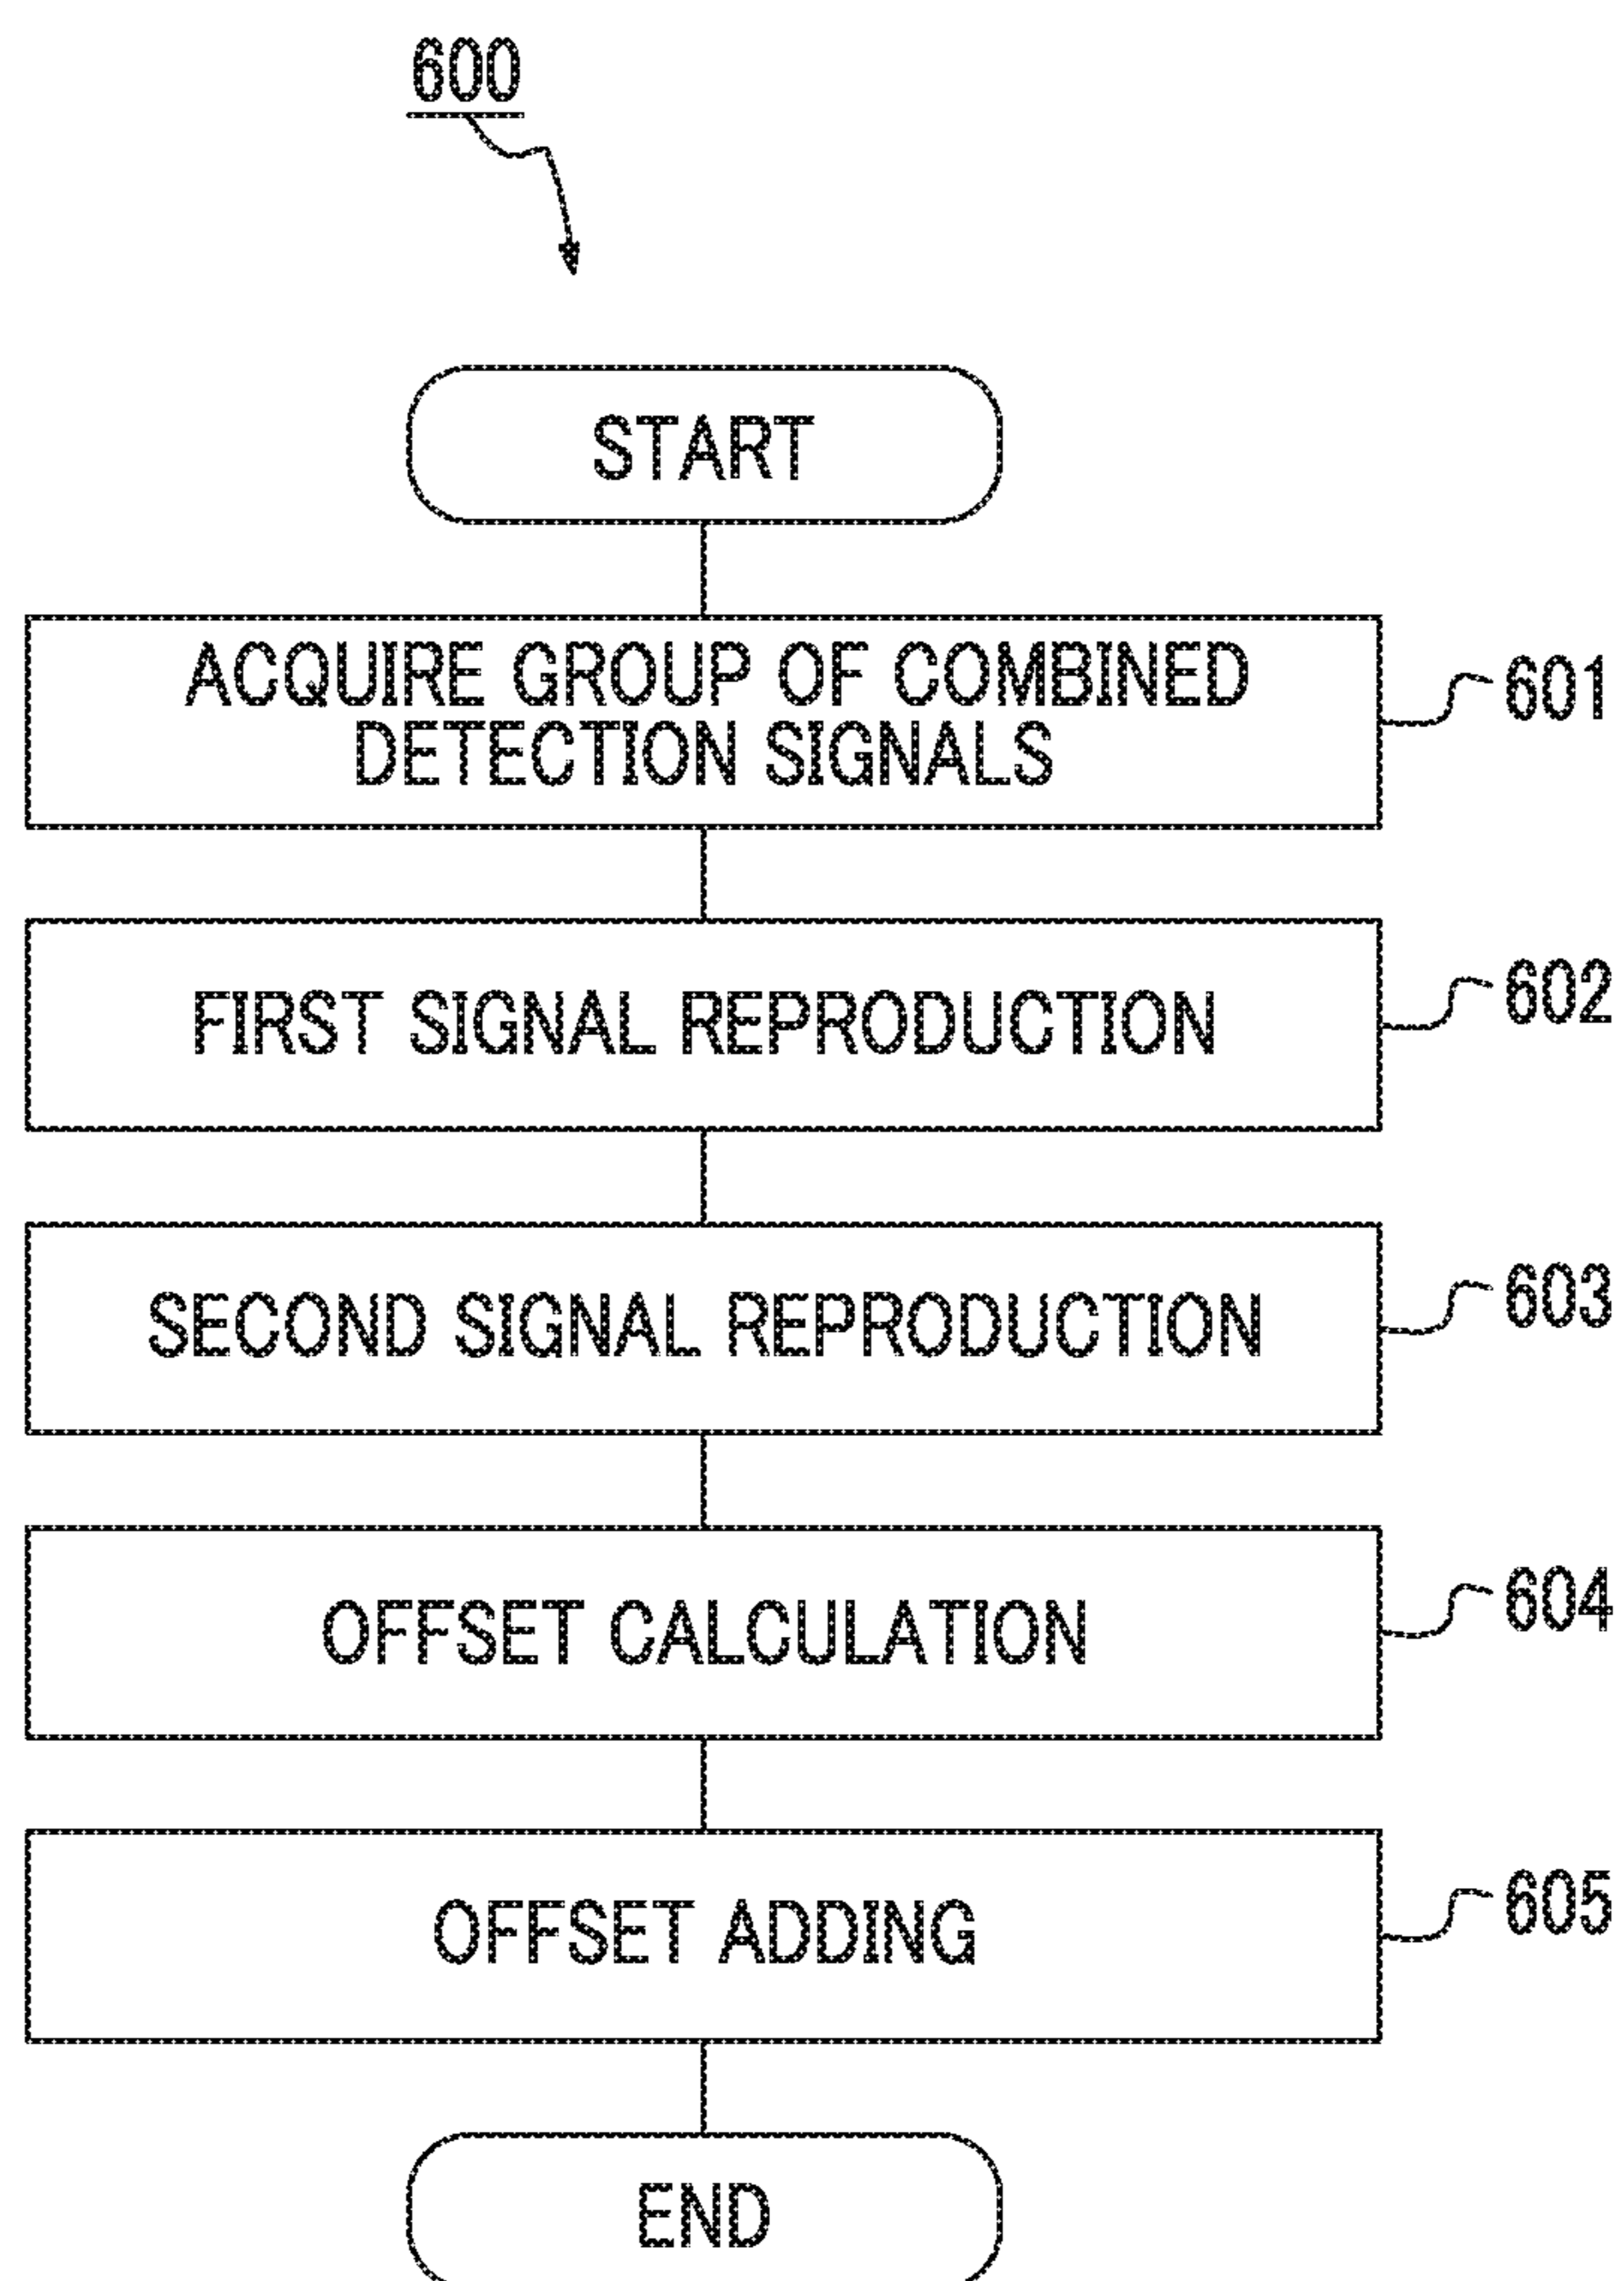 600
START
ACQUIRE GROUP OF COMBINED
DETECTION SIGNALS
601
FIRST SIGNAL REPRODUCTION
602
SECOND SIGNAL REPRODUCTION
603
OFFSET CALCULATION
604
OFFSET ADDING
605
END